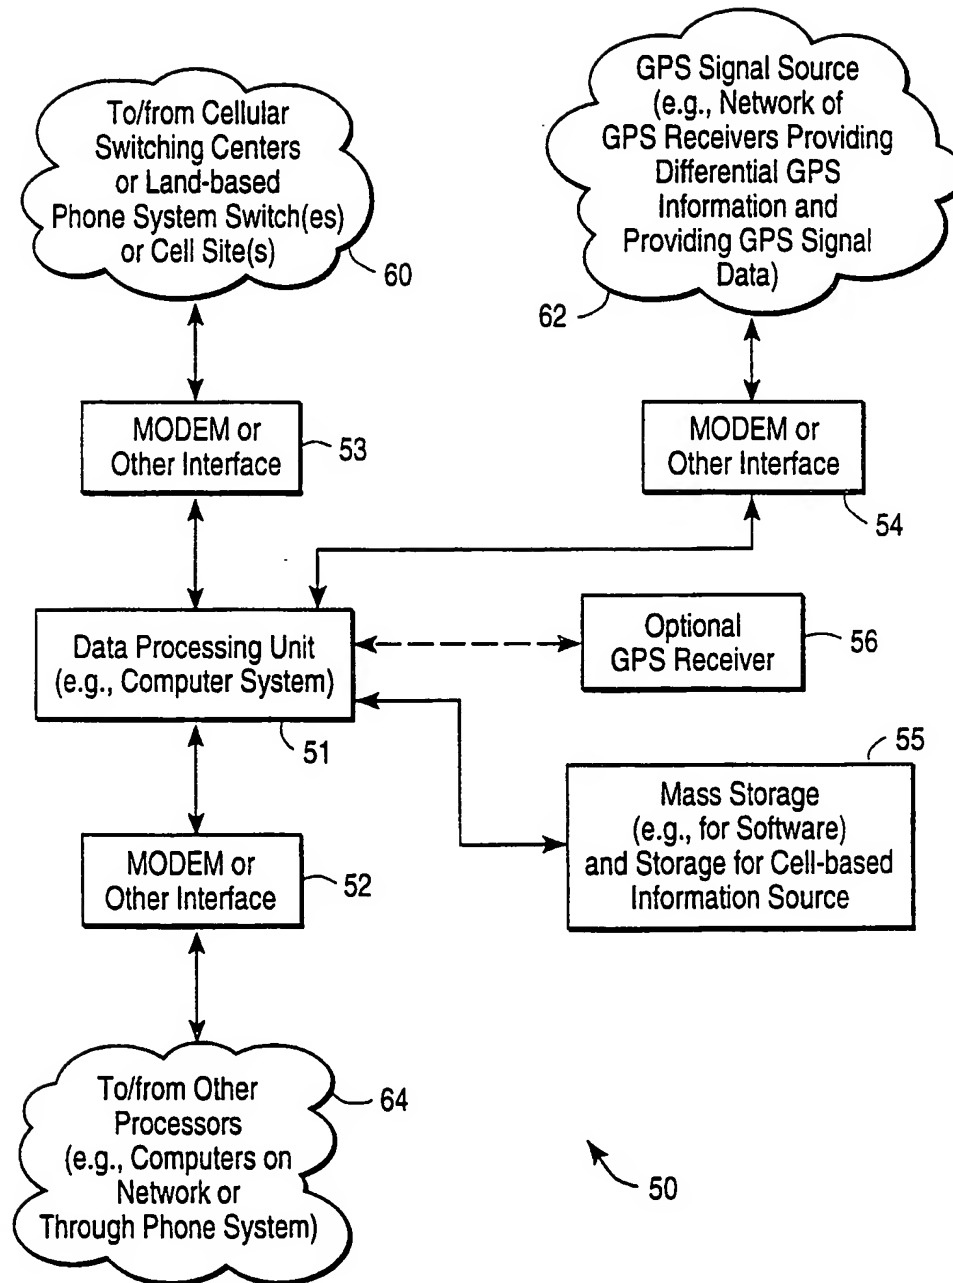 To/from Cellular
Switching Centers
or Land-based
Phone System Switch(es)
or Cell Site(s)
60
GPS Signal Source
(e.g., Network of
GPS Receivers Providing
Differential GPS
Information and
Providing GPS Signal
Data)
62
MODEM or
Other Interface
53
MODEM or
Other Interface
54
Data Processing Unit
(e.g., Computer System)
51
Optional
GPS Receiver
56
55
Mass Storage
(e.g., for Software)
and Storage for Cell-based
Information Source
MODEM or
Other Interface
52
To/from Other
Processors
(e.g., Computers on
Network or
Through Phone System)
64
50